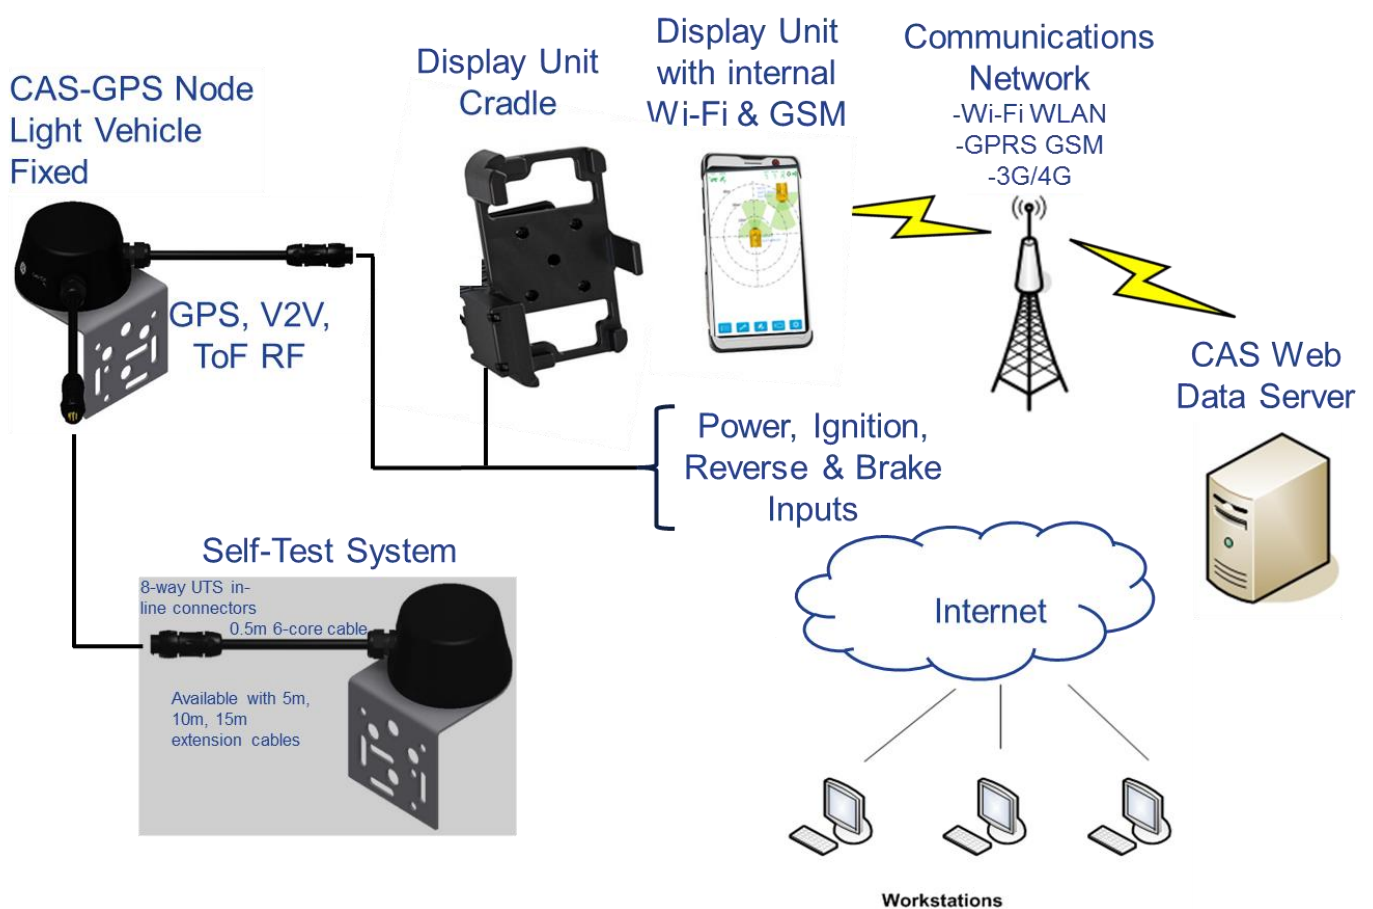 CAS-GPS Node
Light Vehicle
Fixed
Display Unit
Cradle
Display Unit
with internal
Wi-Fi & GSM
Communications
Network
-Wi-Fi WLAN
-GPRS GSM
-3G/4G
GPS, V2V,
ToF RF
CAS Web
Data Server
Power, Ignition,
Reverse & Brake
Inputs
Self-Test System
8-way UTS in-
line connectors
0.5m 6-core cable
Available with 5m,
10m, 15m
extension cables
Internet
Workstations